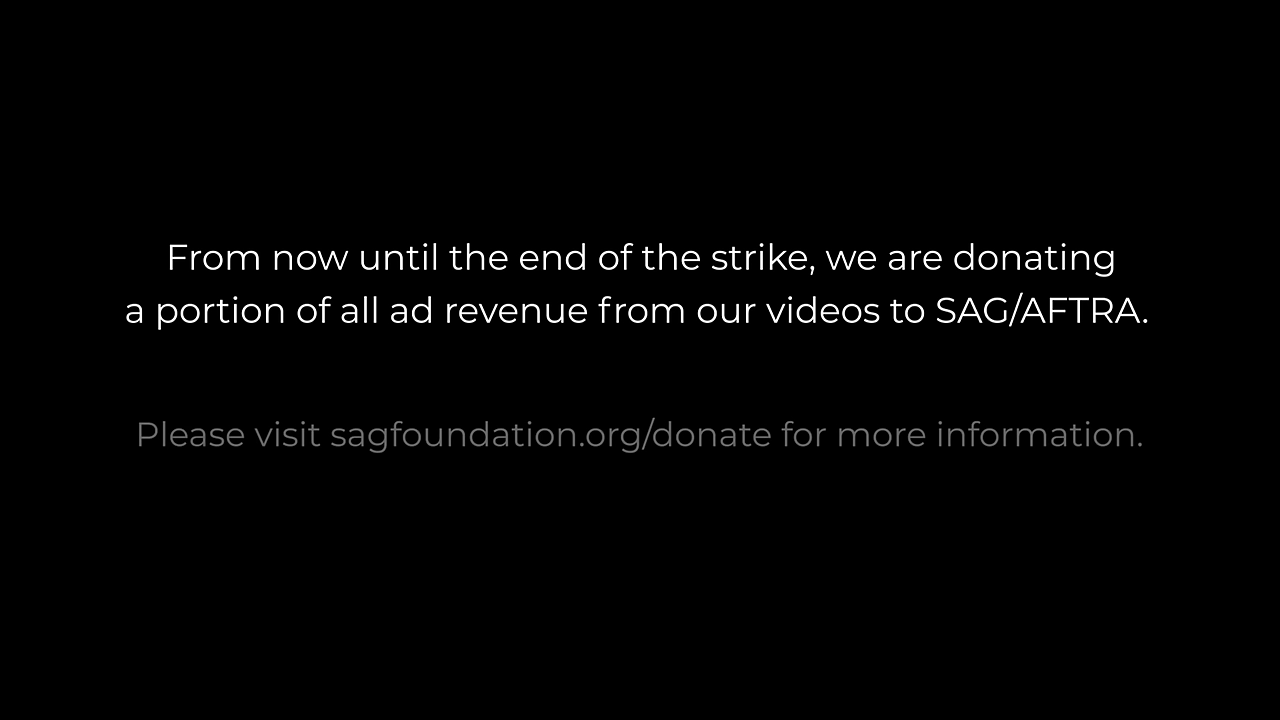 From now until the end of the strike, we are donating
a portion of all ad revenue from our videos to SAG/AFTRA.
Please visit sagfoundation.org/donate for more information.